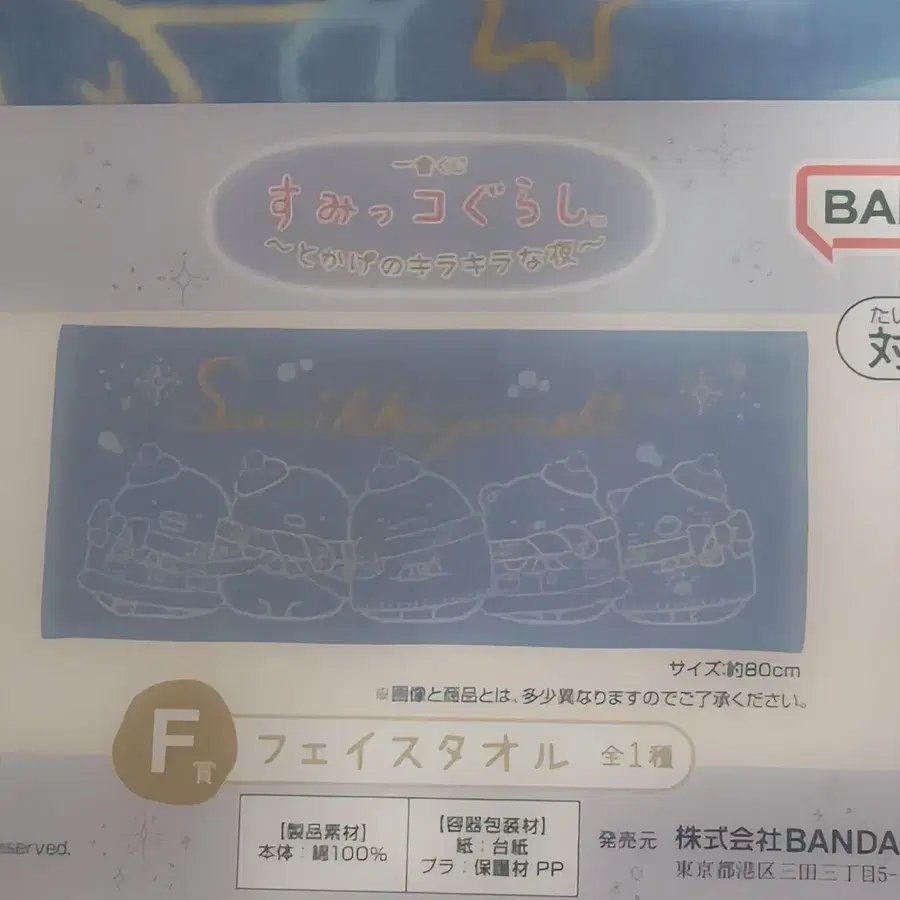 一番くじ
すみっコぐらし
〜とかげのキラキラな夜〜
BA
たい
対
Sumikkogurashi
サイズ:約80cm
※画像と商品とは、多少異なりますのでご了承ください。
F賞 フェイスタオル 全1種
【製品素材】
本体：綿100%
【容器包装材】
紙：台紙
プラ：保護材 PP
発売元 株式会社BANDA
東京都港区三田三丁目5-
eserved.